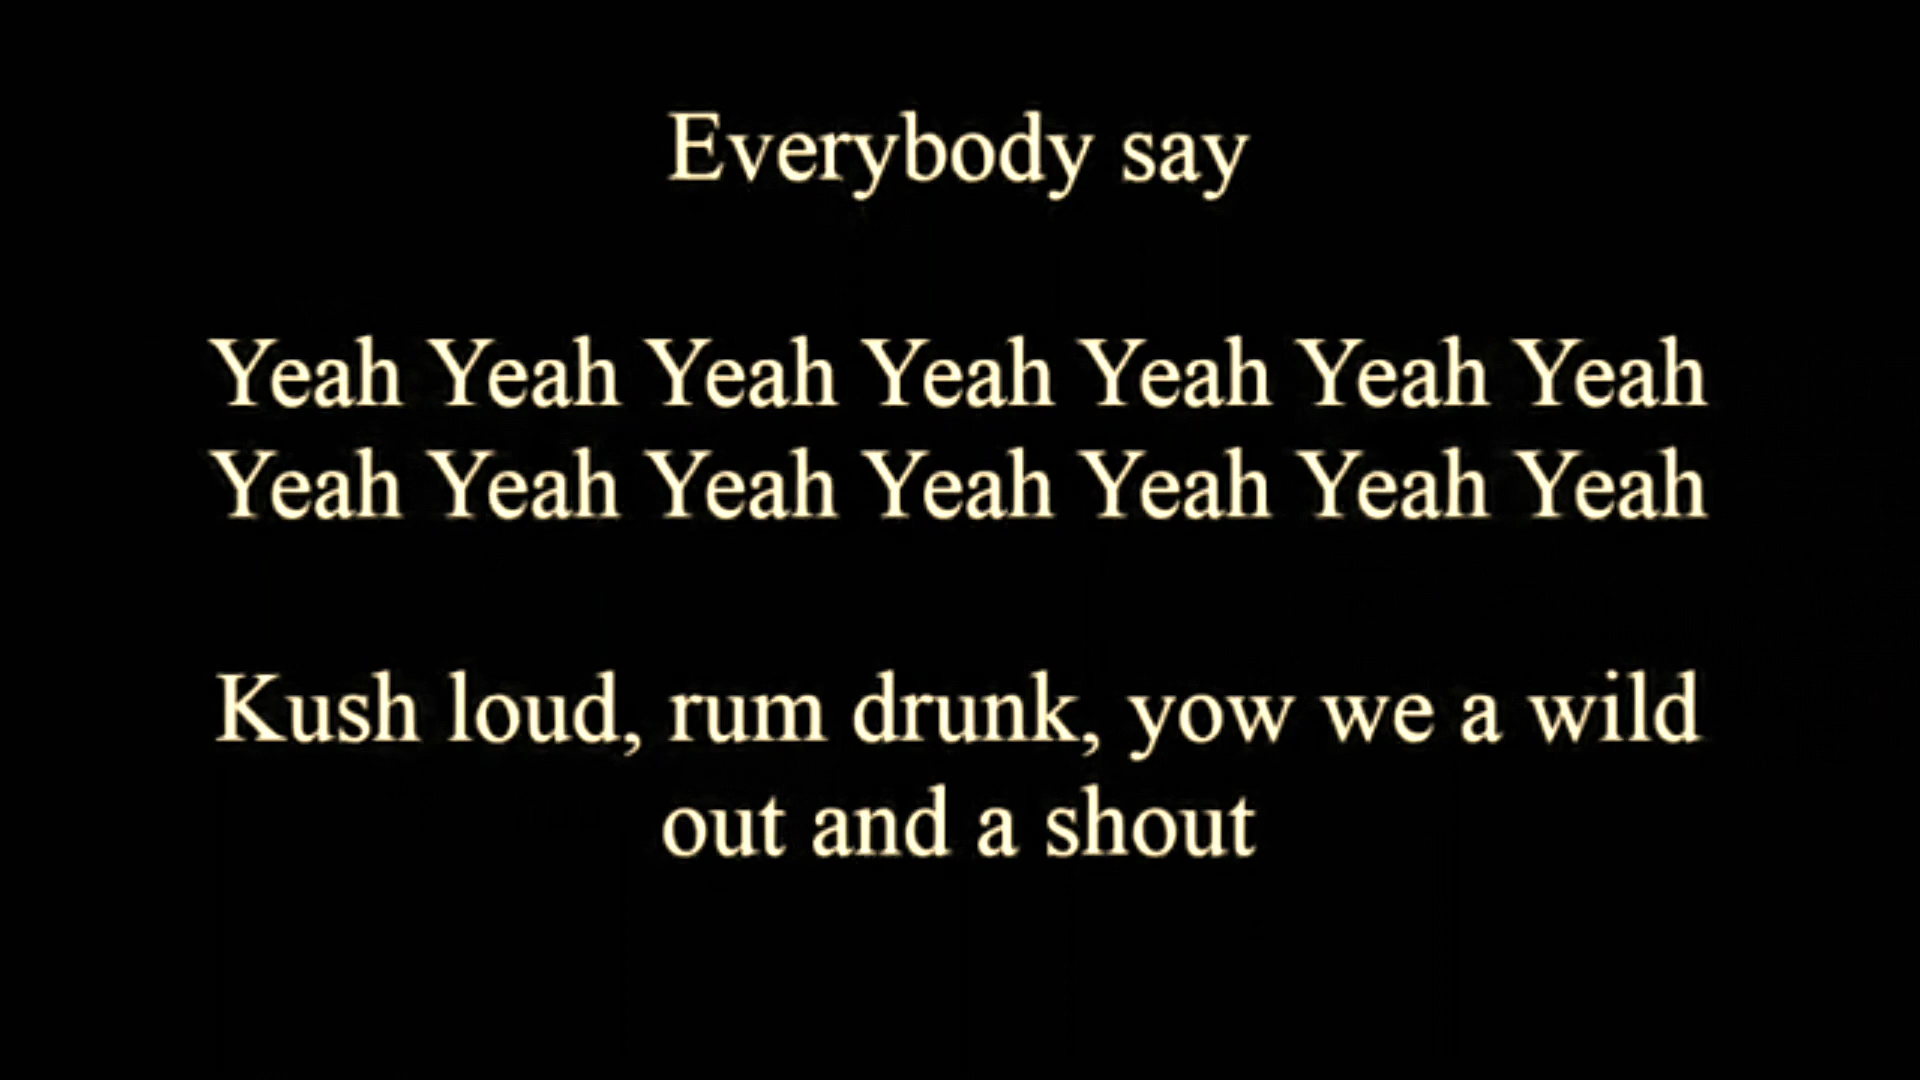 Everybody say
Yeah Yeah Yeah Yeah Yeah Yeah Yeah
Yeah Yeah Yeah Yeah Yeah Yeah Yeah
Kush loud, rum drunk, yow we a wild
out and a shout